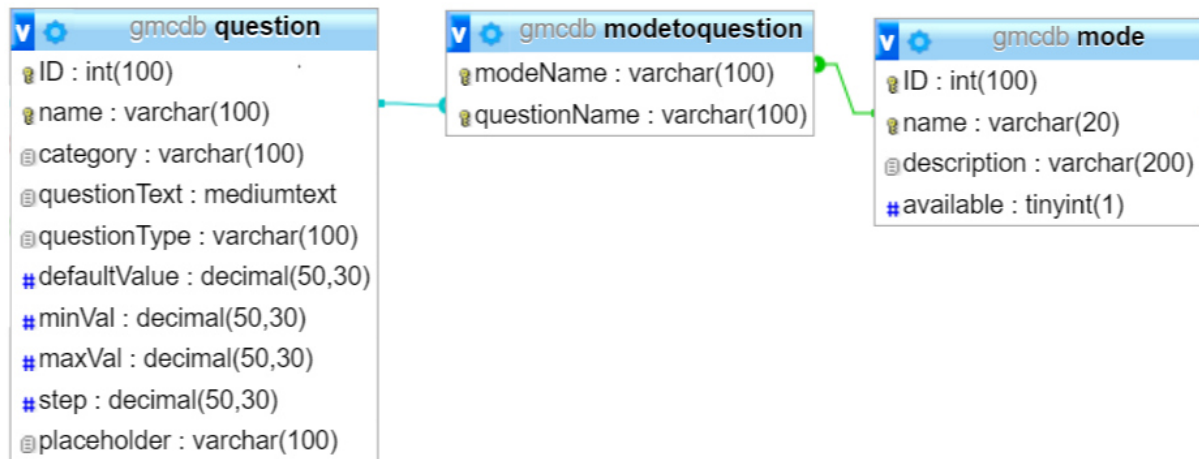 gmcdb question
ID : int(100)
name : varchar(100)
category : varchar(100)
questionText : mediumtext
questionType : varchar(100)
#defaultValue : decimal(50,30)
#minVal : decimal(50,30)
#maxVal : decimal(50,30)
#step : decimal(50,30)
placeholder : varchar(100)
gmcdb modetoquestion
modeName : varchar(100)
questionName : varchar(100)
gmcdb mode
ID : int(100)
name : varchar(20)
description : varchar(200)
#available : tinyint(1)